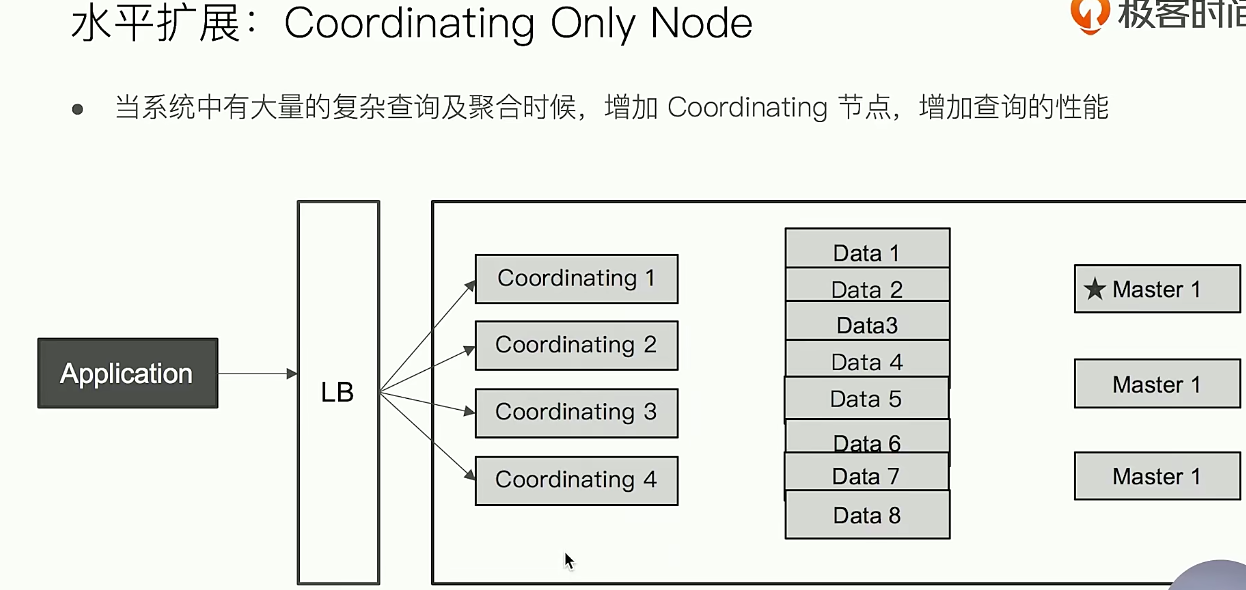 水平扩展：Coordinating Only Node
极客时间
• 当系统中有大量的复杂查询及聚合时候，增加 Coordinating 节点，增加查询的性能
Application
LB
Coordinating 1
Coordinating 2
Coordinating 3
Coordinating 4
Data 1
Data 2
Data3
Data 4
Data 5
Data 6
Data 7
Data 8
★ Master 1
Master 1
Master 1